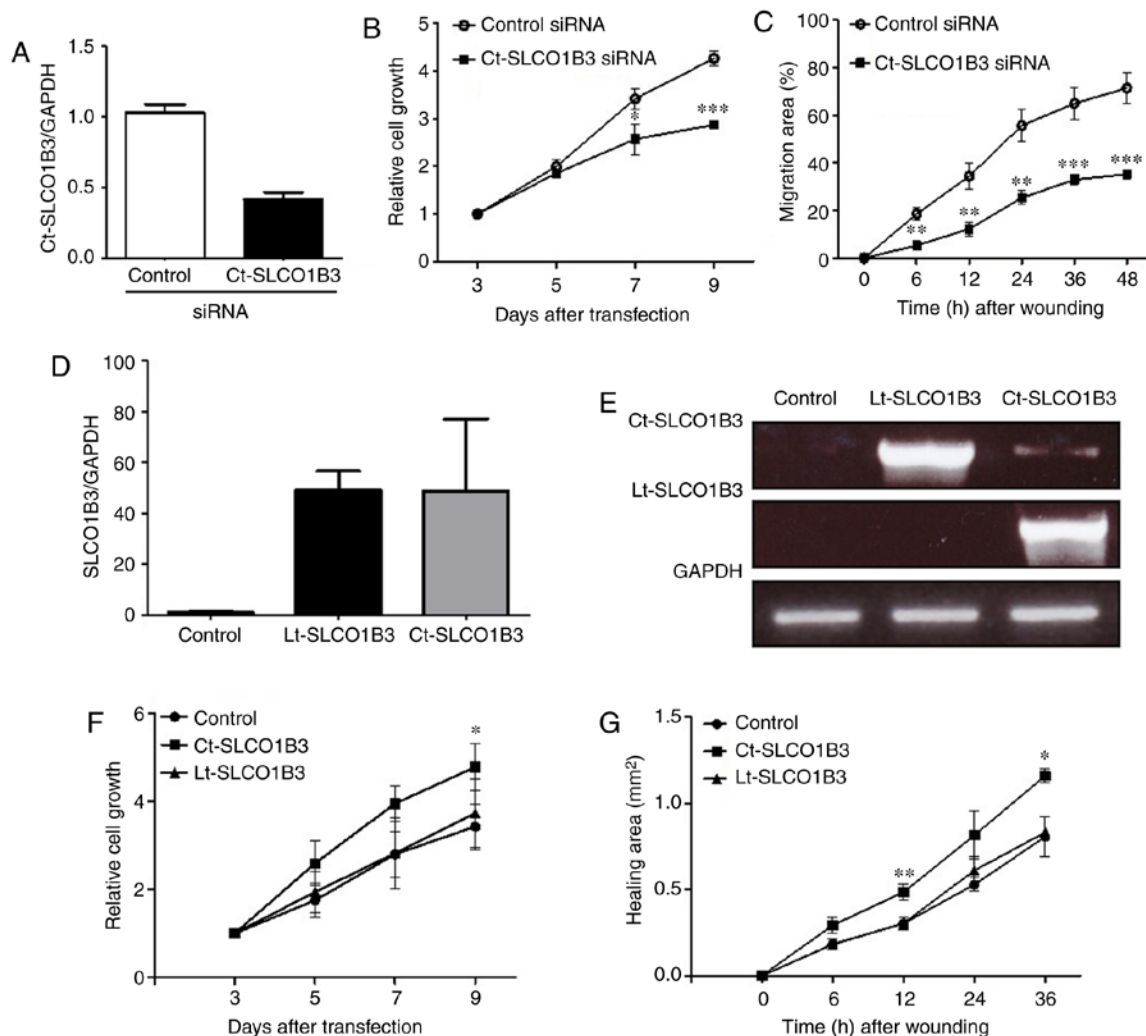 A
Ct-SLCO1B3/GAPDH
1.5
1.0
0.5
0.0
Control
Ct-SLCO1B3
siRNA
B
Control siRNA
Ct-SLCO1B3 siRNA
Relative cell growth
5
4
3
2
1
0
*
***
3
5
7
9
Days after transfection
C
Control siRNA
Ct-SLCO1B3 siRNA
Migration area (%)
100
80
60
40
20
0
**
**
**
***
***
0
6
12
24
36
48
Time (h) after wounding
D
SLCO1B3/GAPDH
100
80
60
40
20
0
Control
Lt-SLCO1B3
Ct-SLCO1B3
E
Control
Lt-SLCO1B3
Ct-SLCO1B3
Ct-SLCO1B3
Lt-SLCO1B3
GAPDH
F
Control
Ct-SLCO1B3
Lt-SLCO1B3
Relative cell growth
6
4
2
0
*
3
5
7
9
Days after transfection
G
Control
Ct-SLCO1B3
Lt-SLCO1B3
Healing area (mm²)
1.5
1.0
0.5
0.0
**
*
0
6
12
24
36
Time (h) after wounding